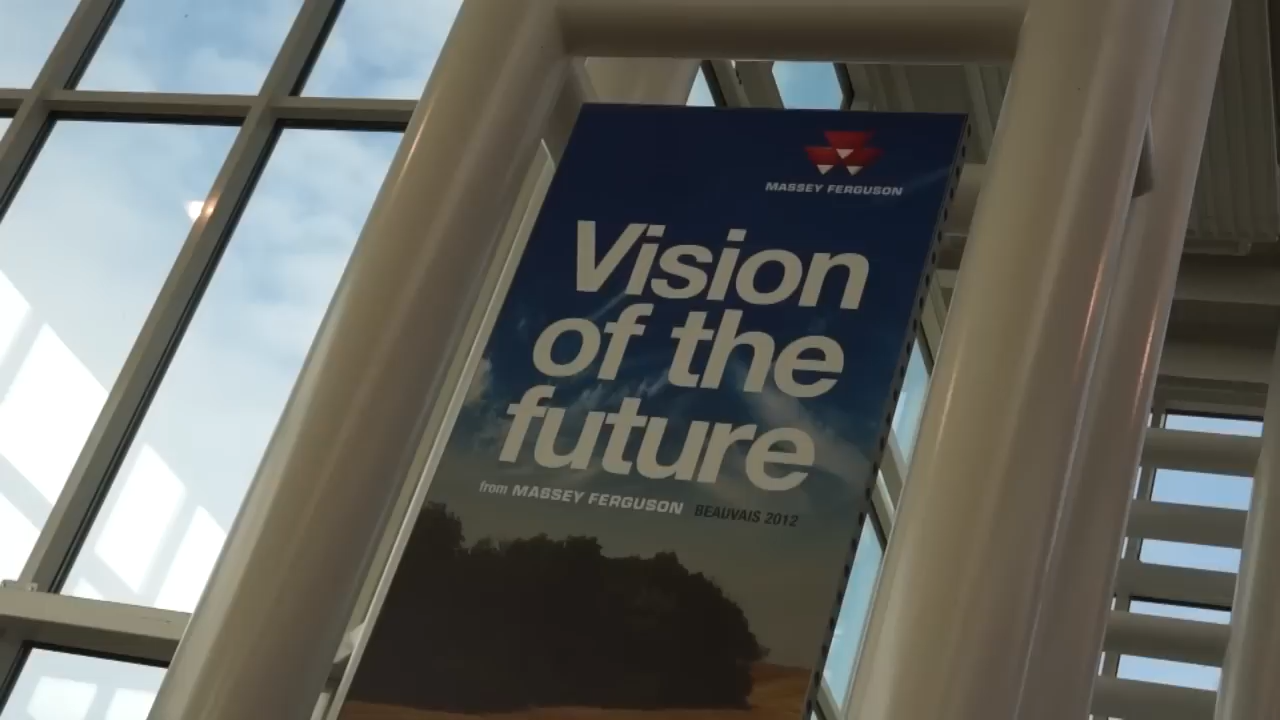 MASSEY FERGUSON
Vision
of the
future
from MASSEY FERGUSON BEAUVAIS 2012